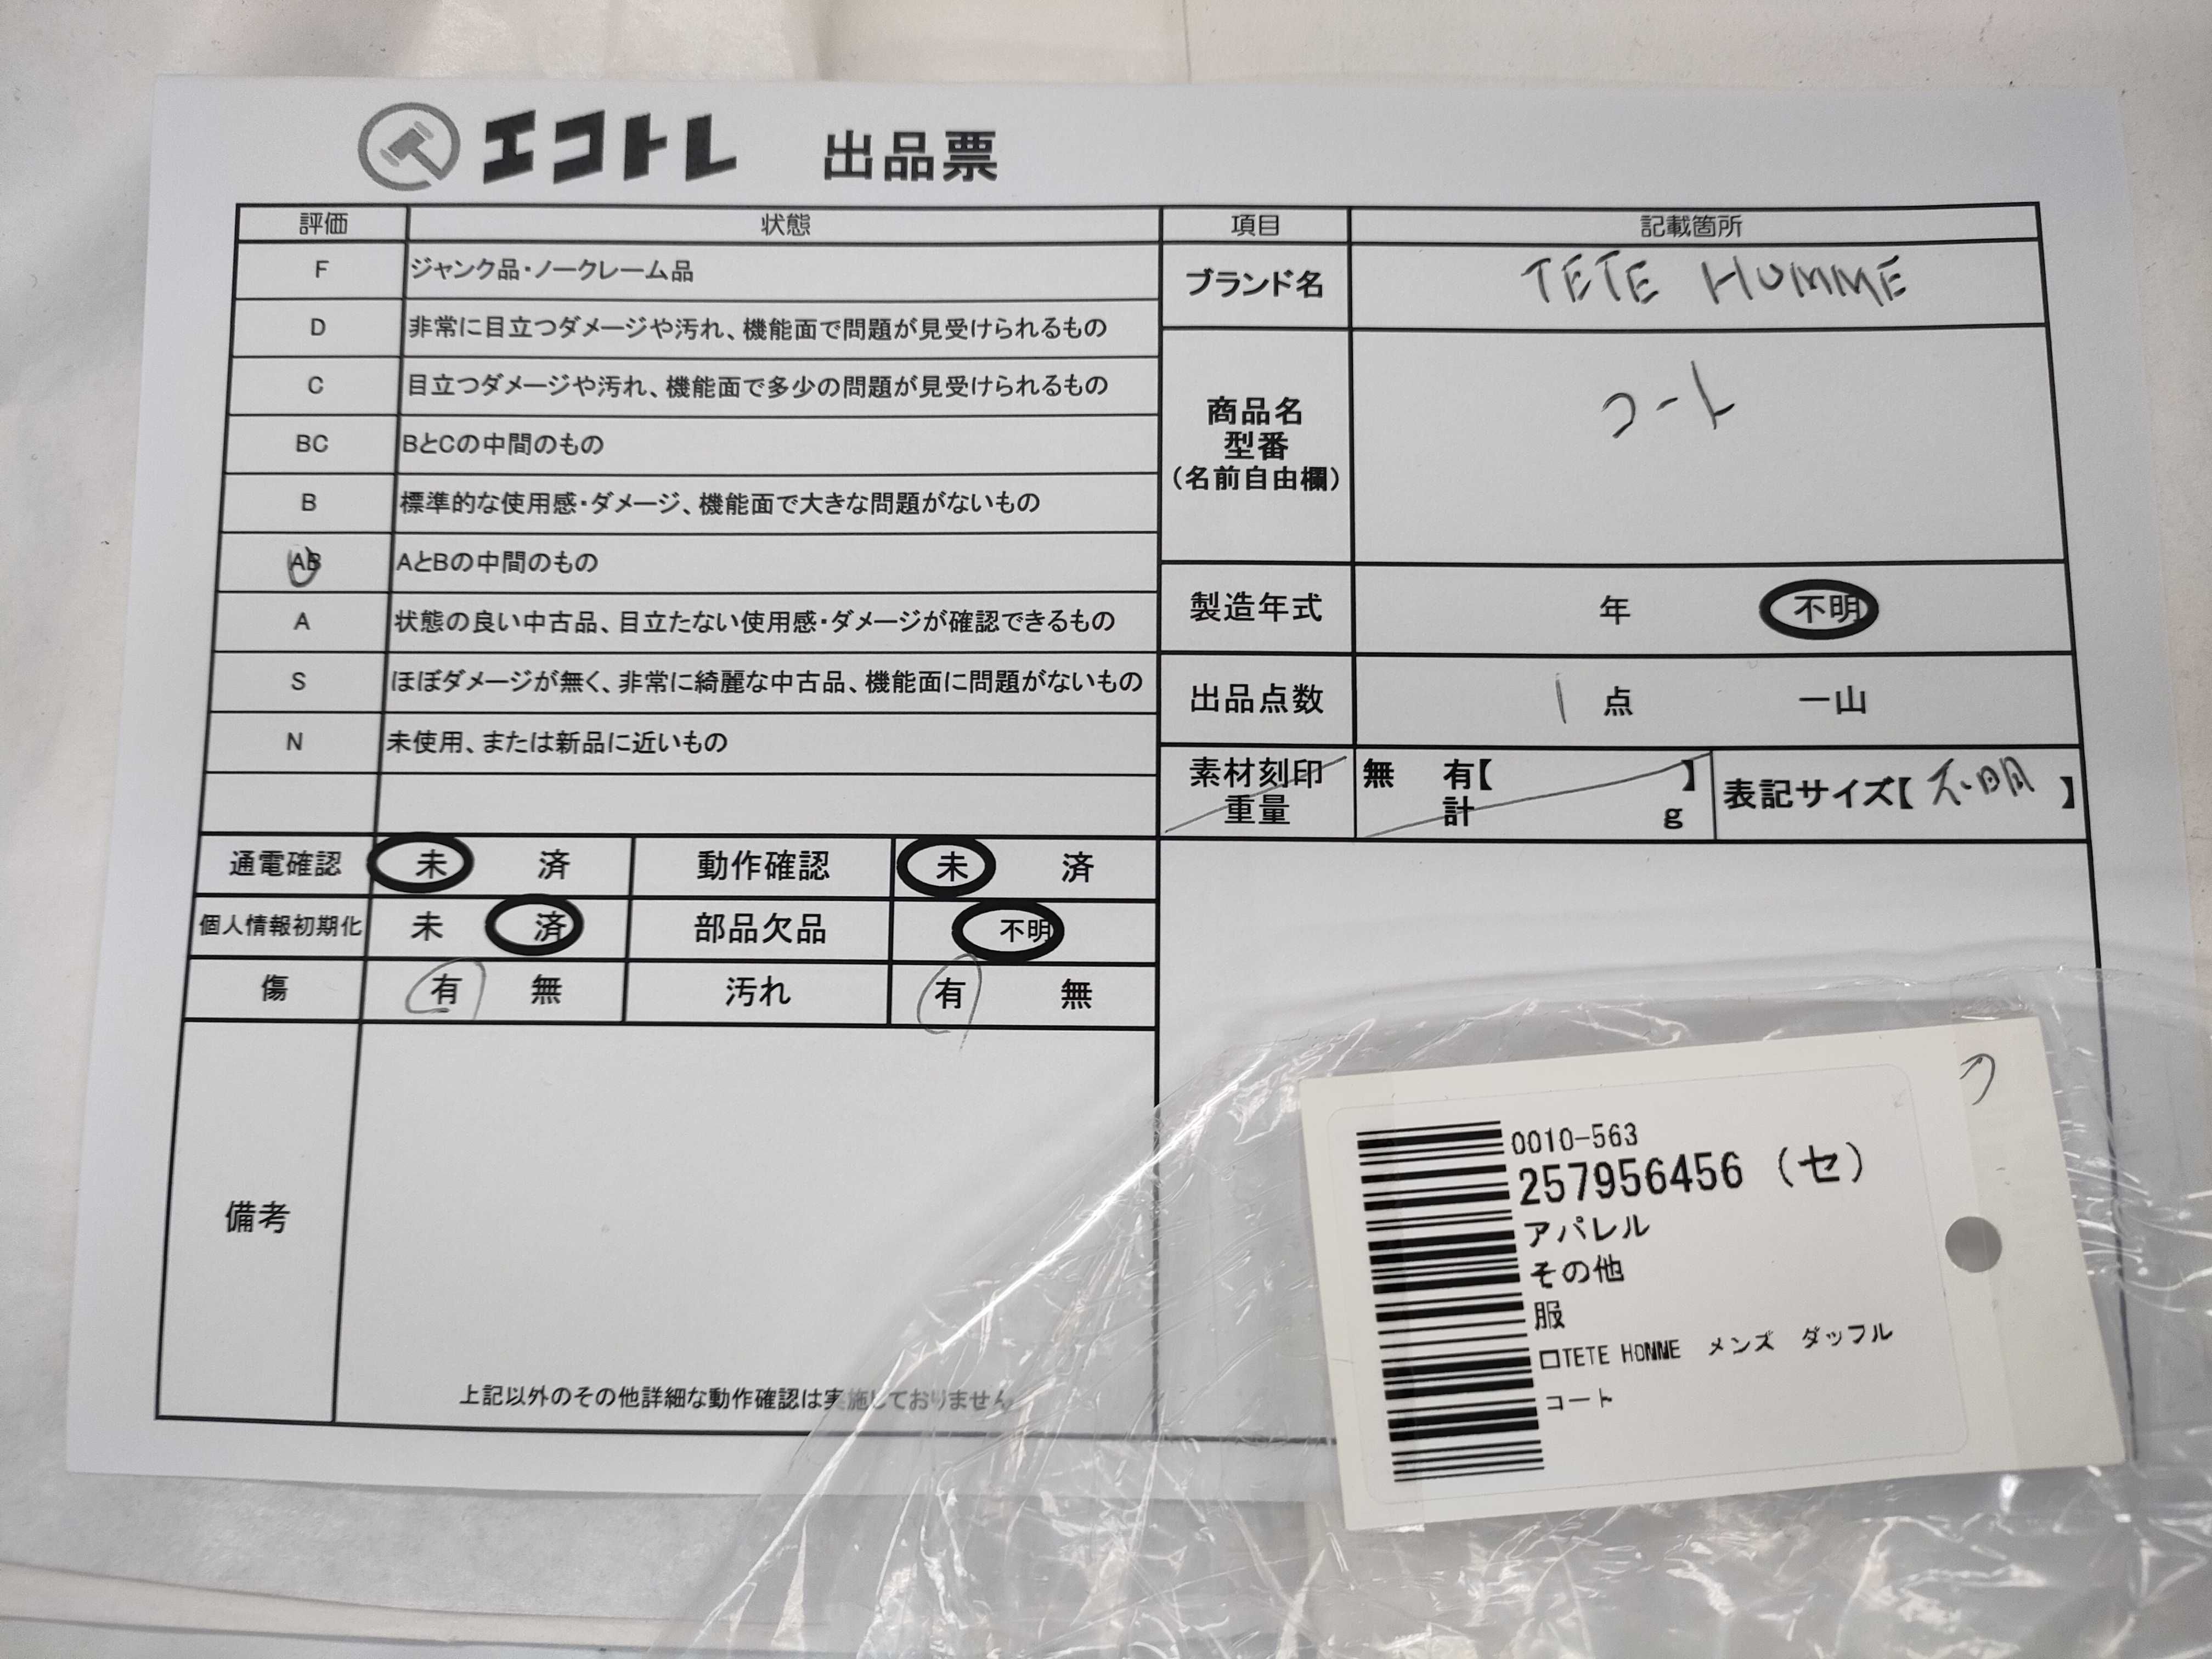 エコトレ 出品票
評価 状態 項目 記載箇所
F ジャンク品・ノークレーム品
D 非常に目立つダメージや汚れ、機能面で問題が見受けられるもの
C 目立つダメージや汚れ、機能面で多少の問題が見受けられるもの
BC BとCの中間のもの
B 標準的な使用感・ダメージ、機能面で大きな問題がないもの
AB AとBの中間のもの
A 状態の良い中古品、目立たない使用感・ダメージが確認できるもの
S ほぼダメージが無く、非常に綺麗な中古品、機能面に問題がないもの
N 未使用、または新品に近いもの
ブランド名 TETE HOMME
商品名
型番
(名前自由欄)
コート
製造年式 年 不明
出品点数 1 点 一山
素材刻印 無 有【 】
重量 計 g
表記サイズ【不明】
通電確認 未 済 動作確認 未 済
個人情報初期化 未 済 部品欠品 不明
傷 有 無 汚れ 有 無
備考
上記以外のその他詳細な動作確認は実施しておりません
0010-563
257956456 (セ)
アパレル
その他
服
□TETE HONNE メンズ ダッフル
コート